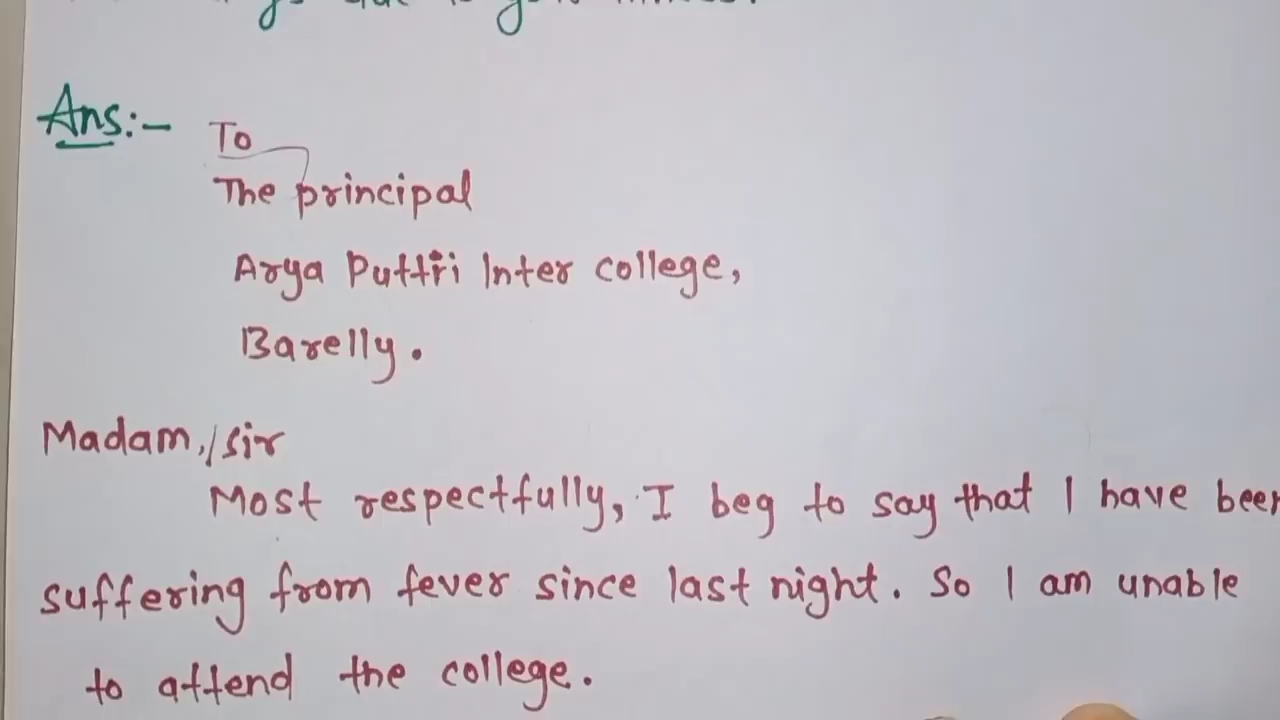 Ans:- To
The principal
Arya Puttri Inter college,
Barelly.
Madam,/sir
Most respectfully, I beg to say that I have been
suffering from fever since last night. So I am unable
to attend the college.